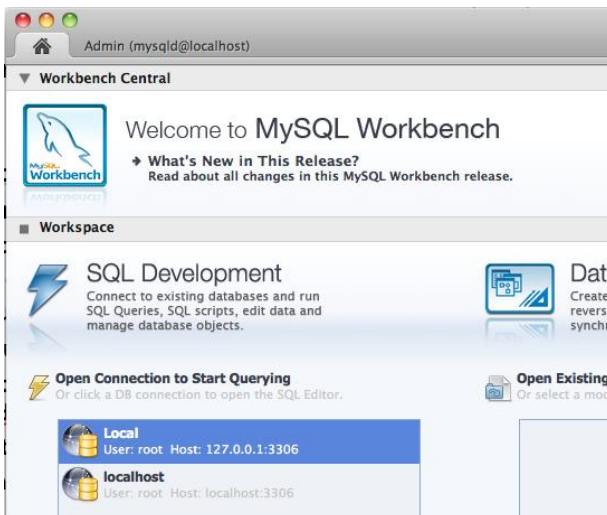 Admin (mysqld@localhost)
Workbench Central
MySQL
Workbench
Welcome to MySQL Workbench
What's New in This Release?
Read about all changes in this MySQL Workbench release.
Workspace
SQL Development
Connect to existing databases and run
SQL Queries, SQL scripts, edit data and
manage database objects.
Dat
Create
revers
synchr
Open Connection to Start Querying
Or click a DB connection to open the SQL Editor.
Open Existing
Or select a mod
Local
User: root Host: 127.0.0.1:3306
localhost
User: root Host: localhost:3306